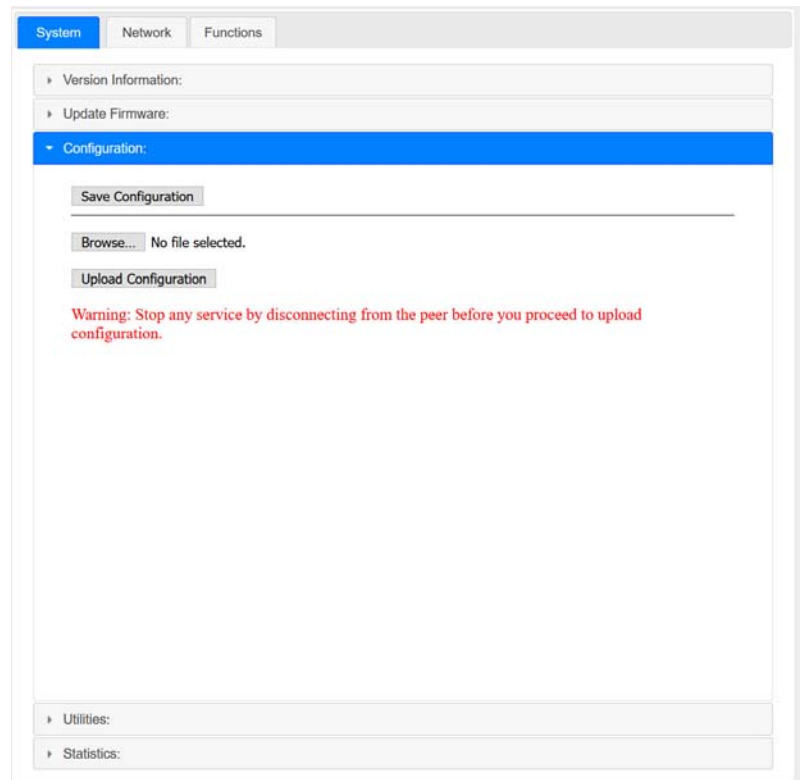 System Network Functions
Version Information:
Update Firmware:
Configuration:
Save Configuration
Browse... No file selected.
Upload Configuration
Warning: Stop any service by disconnecting from the peer before you proceed to upload
configuration.
Utilities:
Statistics: